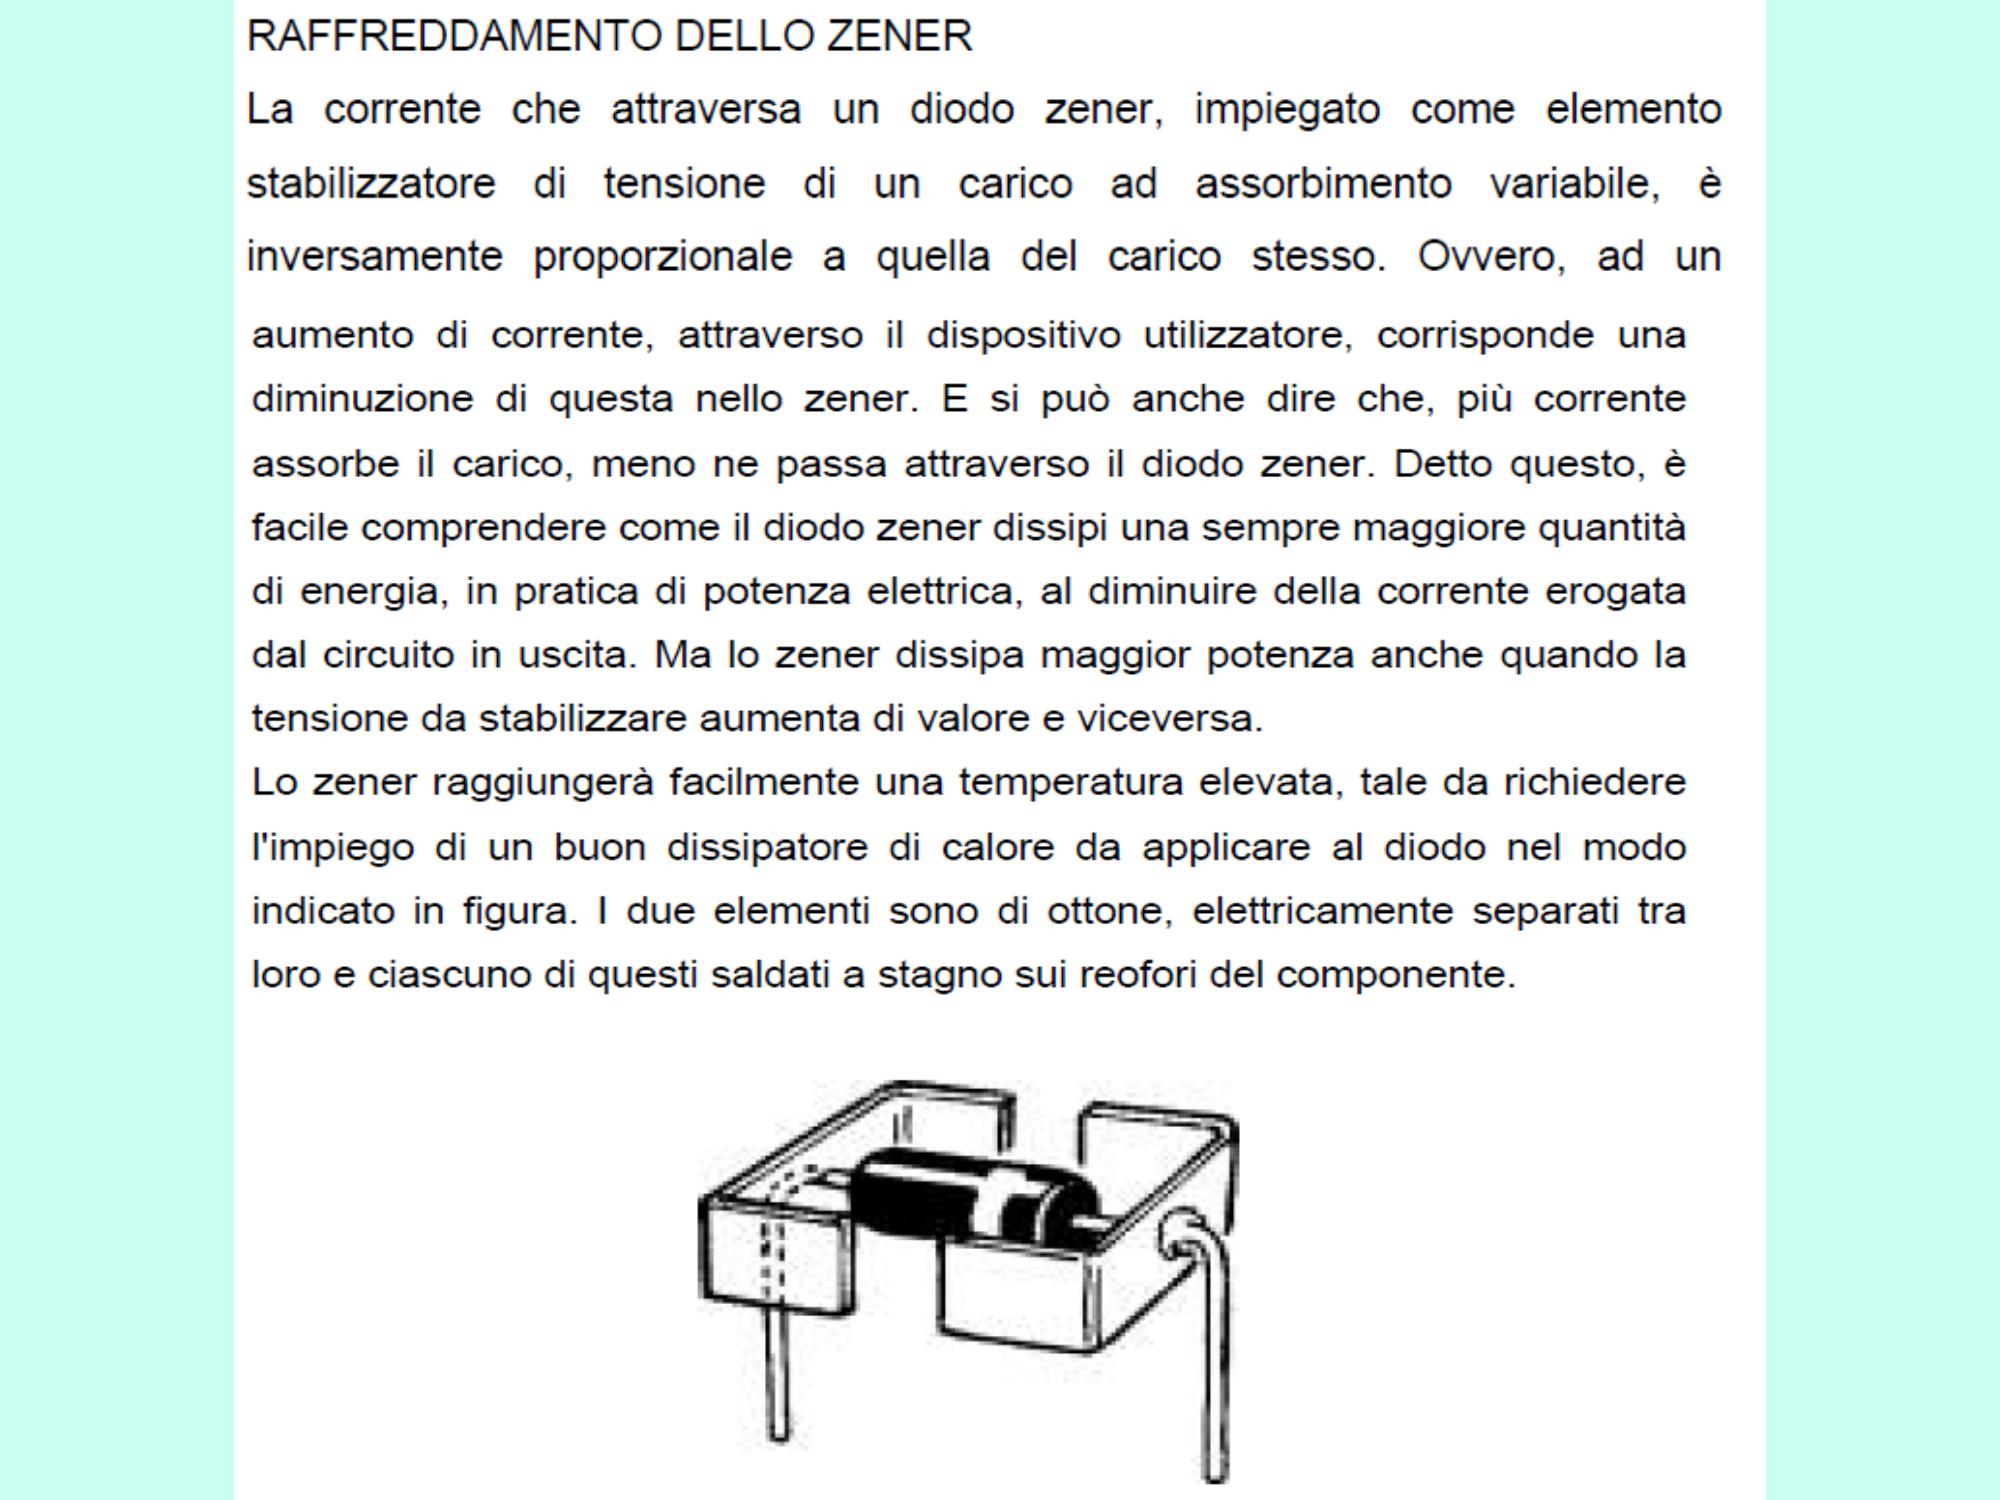 RAFFREDDAMENTO DELLO ZENER
La corrente che attraversa un diodo zener, impiegato come elemento
stabilizzatore di tensione di un carico ad assorbimento variabile, è
inversamente proporzionale a quella del carico stesso. Ovvero, ad un
aumento di corrente, attraverso il dispositivo utilizzatore, corrisponde una
diminuzione di questa nello zener. E si può anche dire che, più corrente
assorbe il carico, meno ne passa attraverso il diodo zener. Detto questo, è
facile comprendere come il diodo zener dissipi una sempre maggiore quantità
di energia, in pratica di potenza elettrica, al diminuire della corrente erogata
dal circuito in uscita. Ma lo zener dissipa maggior potenza anche quando la
tensione da stabilizzare aumenta di valore e viceversa.
Lo zener raggiungerà facilmente una temperatura elevata, tale da richiedere
l'impiego di un buon dissipatore di calore da applicare al diodo nel modo
indicato in figura. I due elementi sono di ottone, elettricamente separati tra
loro e ciascuno di questi saldati a stagno sui reofori del componente.